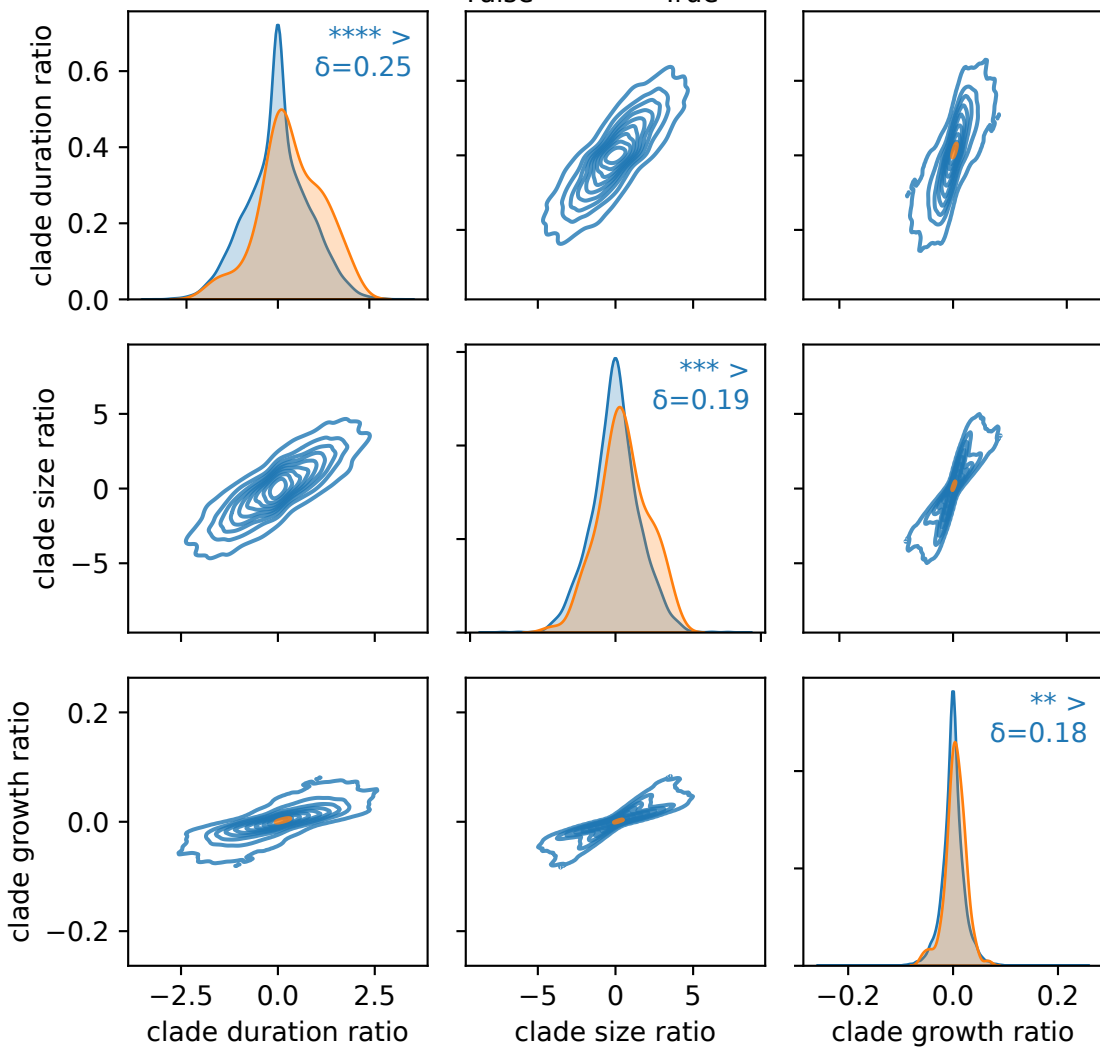 clade duration ratio
0.6
0.4
0.2
0.0
**** >
δ=0.25
clade size ratio
5
0
−5
*** >
δ=0.19
clade growth ratio
0.2
0.0
−0.2
** >
δ=0.18
−2.5 0.0 2.5
−5 0 5
−0.2 0.0 0.2
clade duration ratio
clade size ratio
clade growth ratio